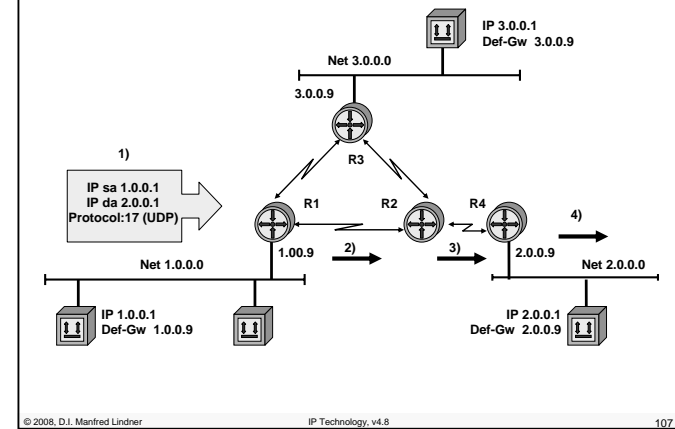 IP 3.0.0.1
Def-Gw 3.0.0.9
Net 3.0.0.0
3.0.0.9
R3
1)
IP sa 1.0.0.1
IP da 2.0.0.1
Protocol:17 (UDP)
R1
R2
R4
1.00.9
2)
3)
4)
2.0.0.9
Net 1.0.0.0
Net 2.0.0.0
IP 1.0.0.1
Def-Gw 1.0.0.9
IP 2.0.0.1
Def-Gw 2.0.0.9
© 2008, D.I. Manfred Lindner
IP Technology, v4.8
107